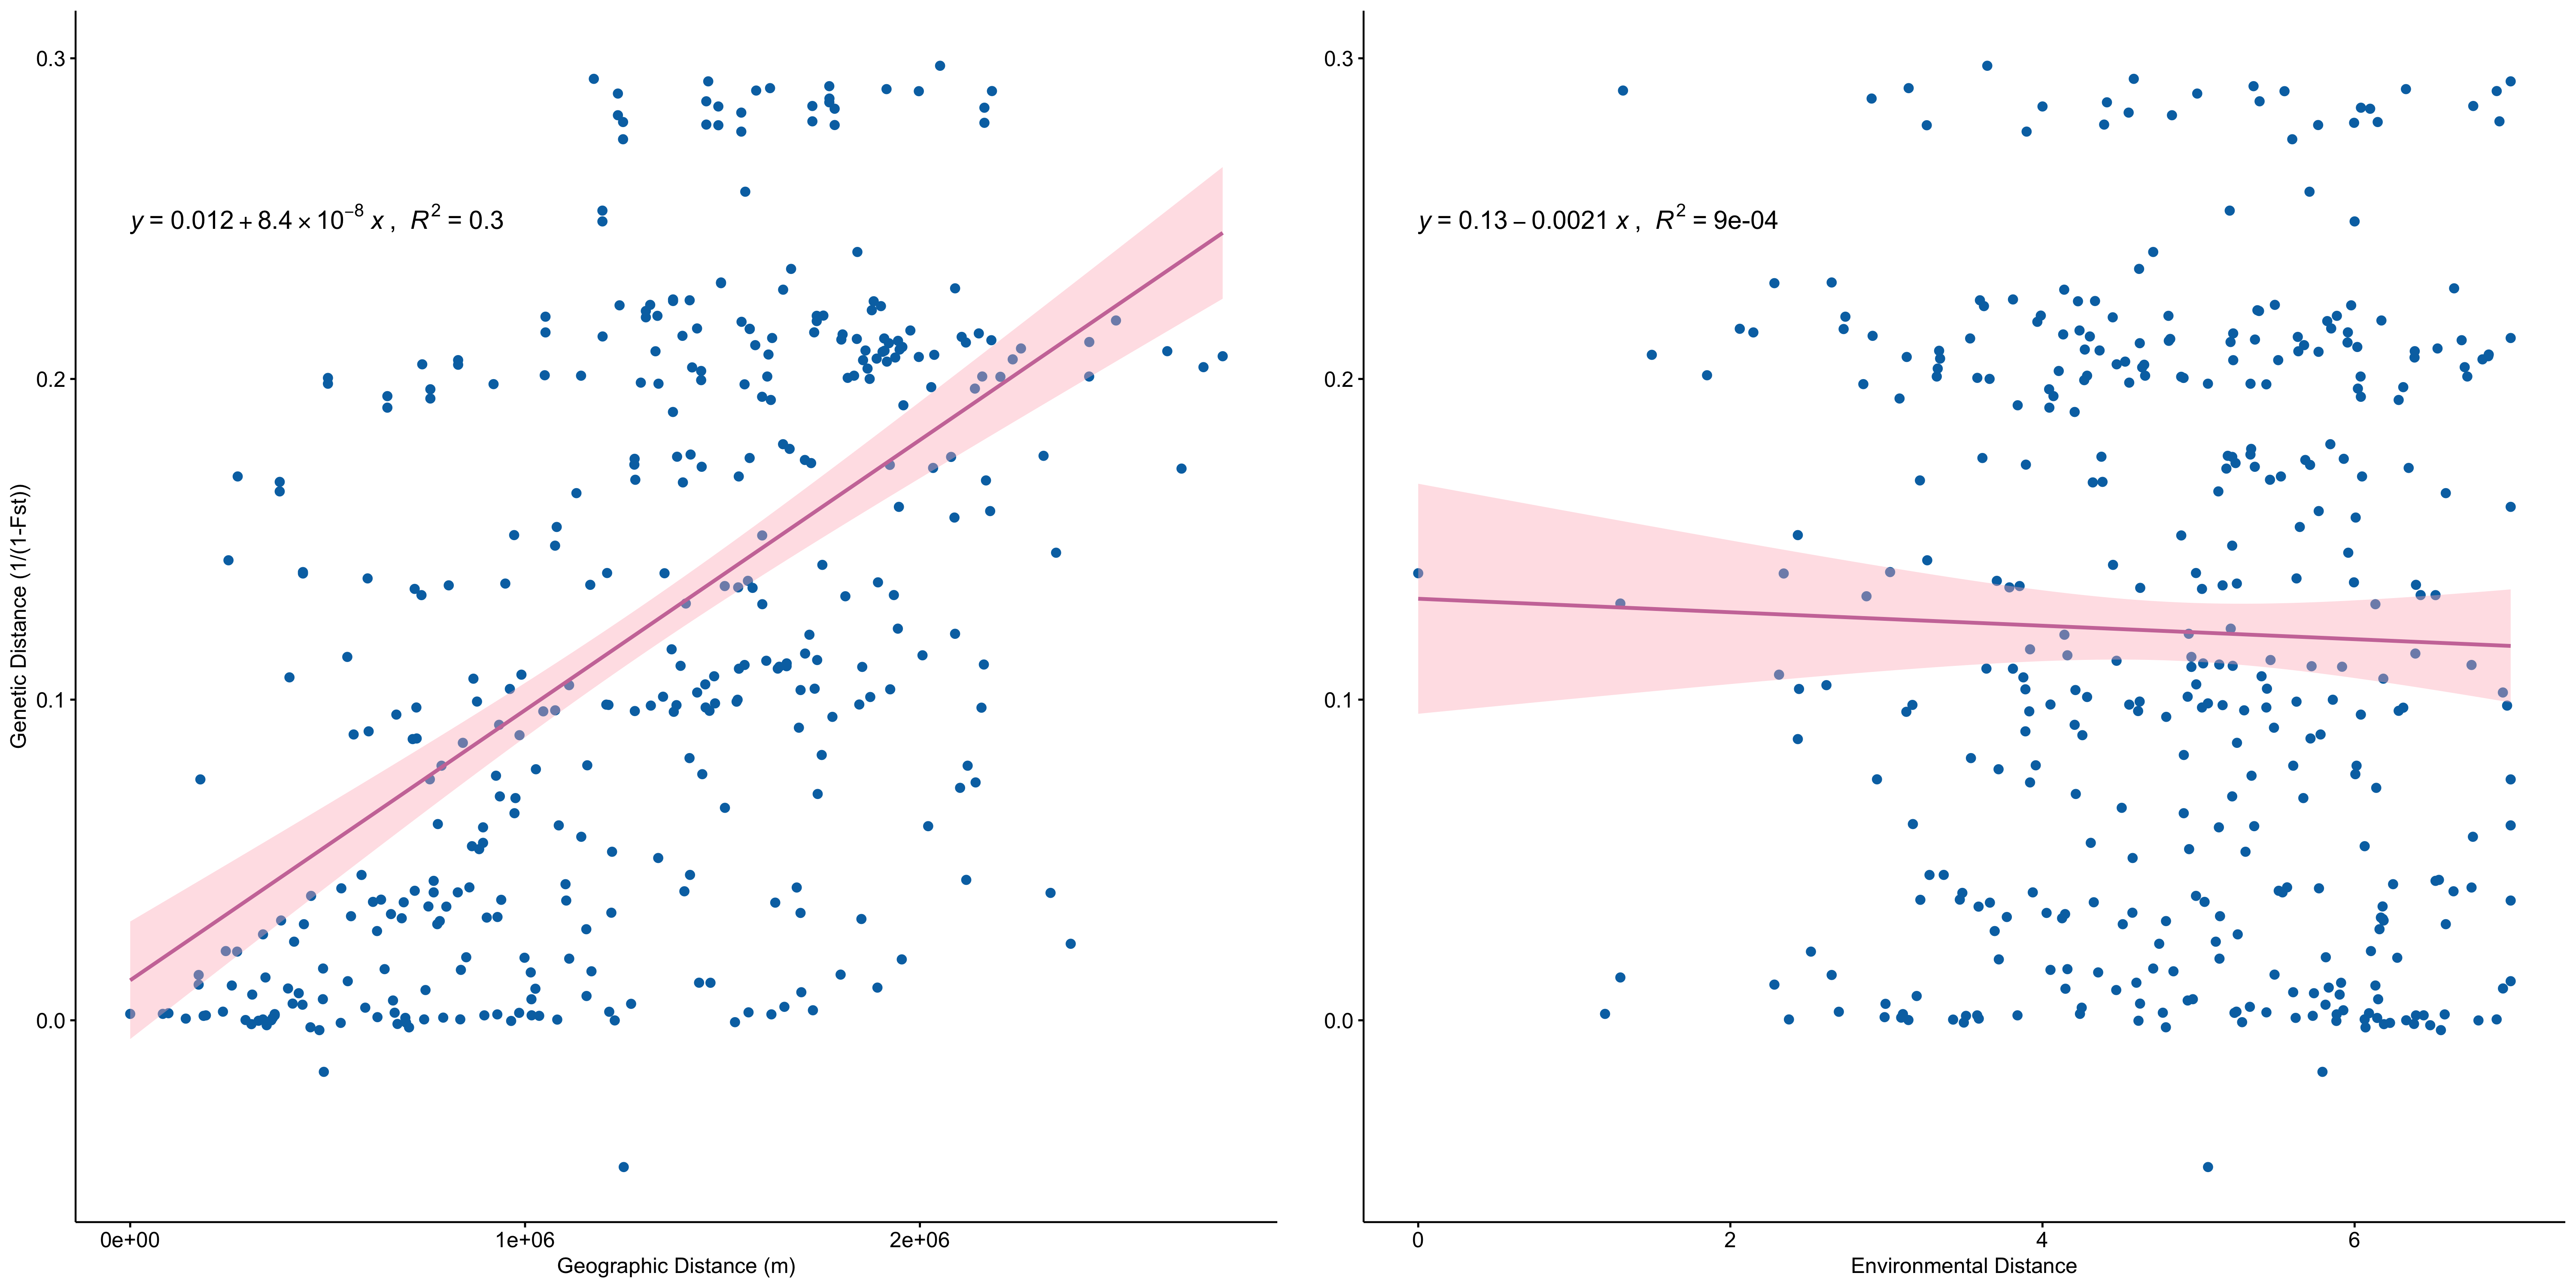 0.3
0.2
0.1
0.0
Genetic Distance (1/(1-Fst))
y = 0.012 + 8.4 × 10⁻⁸ x , R² = 0.3
0e+00 1e+06 2e+06
Geographic Distance (m)
0.3
0.2
0.1
0.0
y = 0.13 − 0.0021 x , R² = 9e-04
0 2 4 6
Environmental Distance